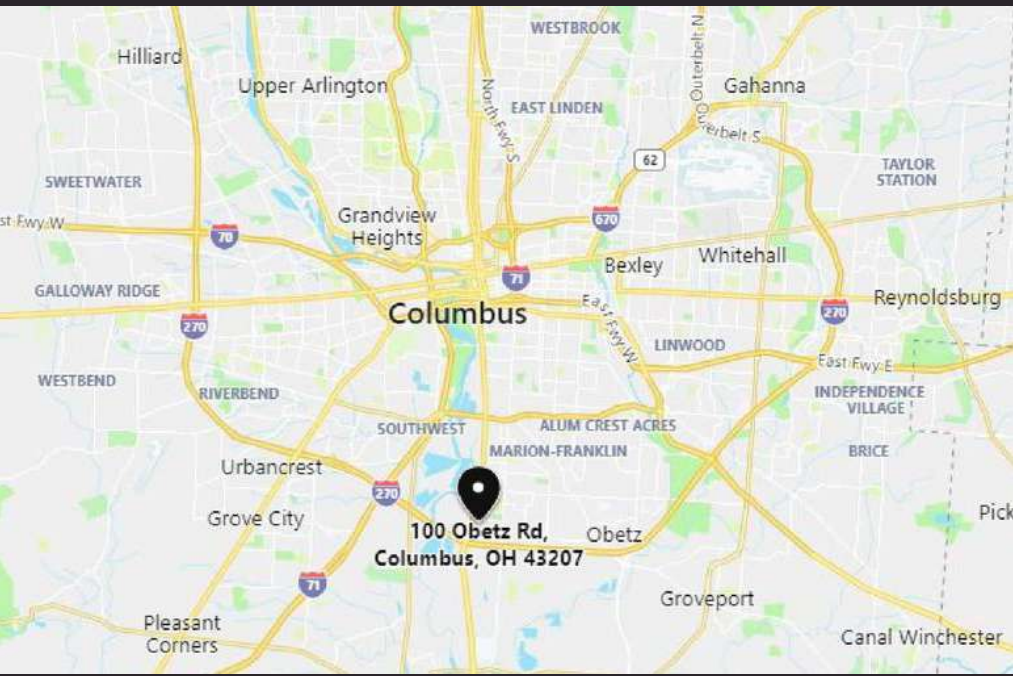 WESTBROOK
Hilliard
Outerbelt N
Upper Arlington
Gahanna
North Fwy S
EAST LINDEN
Outerbelt S
62
SWEETWATER
TAYLOR
STATION
Grandview
Heights
670
st Fwy W
70
Whitehall
Bexley
71
GALLOWAY RIDGE
Reynoldsburg
Columbus
East Fwy W
270
270
LINWOOD
East Fwy E
WESTBEND
RIVERBEND
INDEPENDENCE
VILLAGE
SOUTHWEST
ALUM CREST ACRES
MARION-FRANKLIN
BRICE
Urbancrest
270
Grove City
Pick
100 Obetz Rd,
Columbus, OH 43207
Obetz
71
Groveport
Pleasant
Corners
Canal Winchester